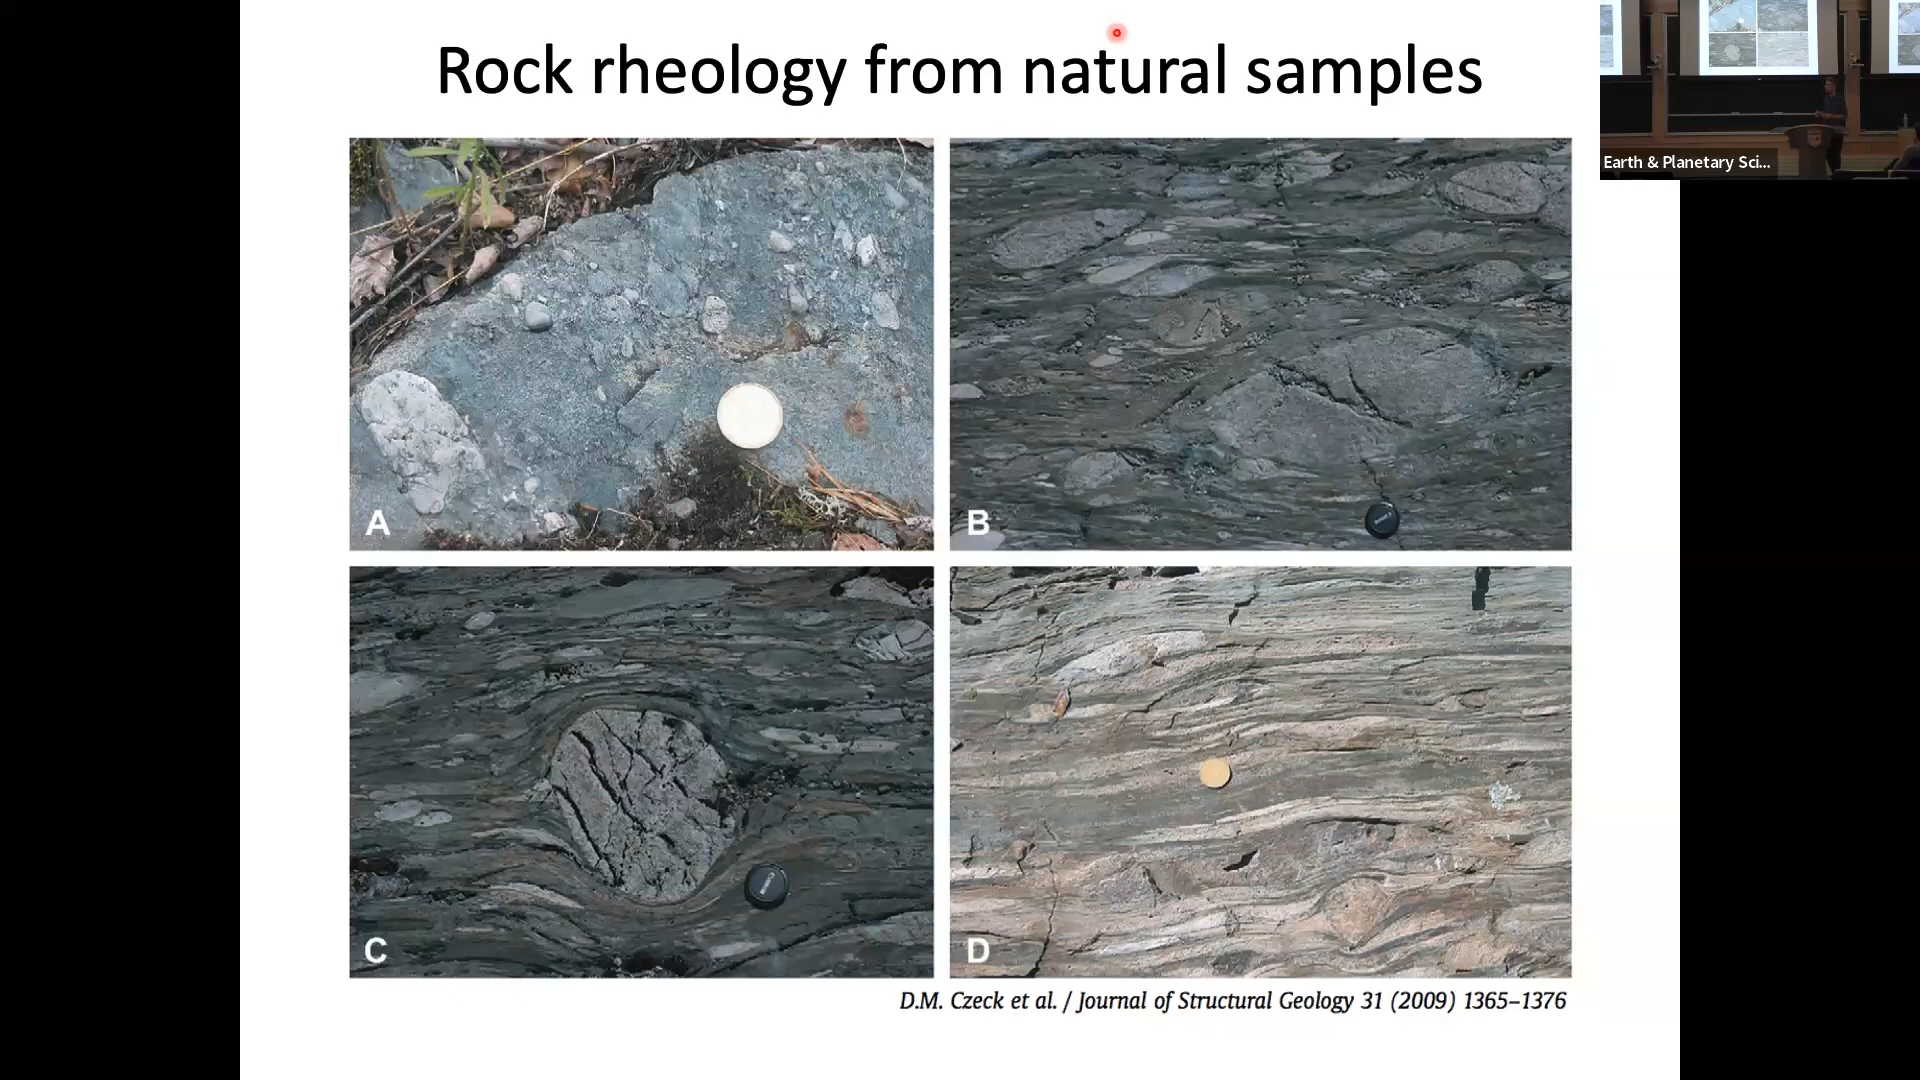 Rock rheology from natural samples
Earth & Planetary Sci...
A
B
C
D
D.M. Czeck et al. / Journal of Structural Geology 31 (2009) 1365–1376